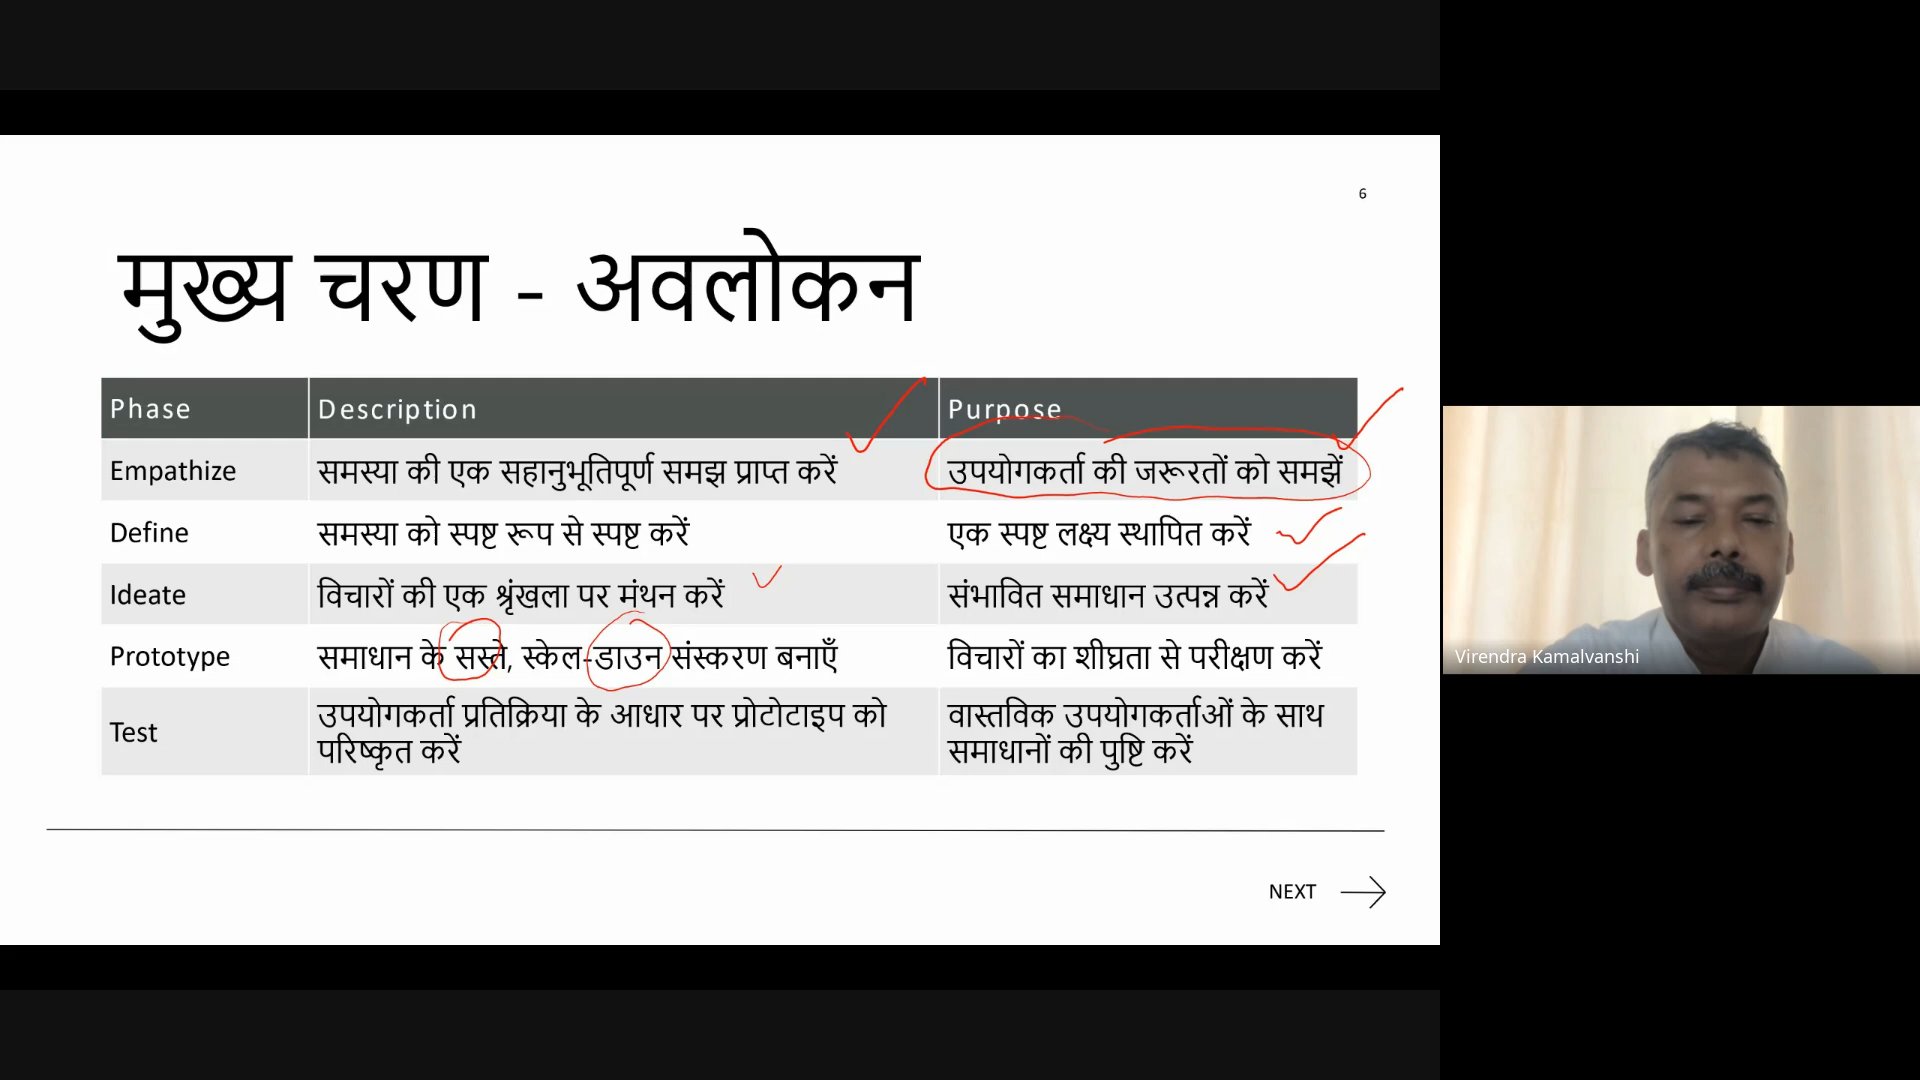 6
मुख्य चरण - अवलोकन
Phase Description Purpose
Empathize समस्या की एक सहानुभूतिपूर्ण समझ प्राप्त करें उपयोगकर्ता की जरूरतों को समझें
Define समस्या को स्पष्ट रूप से स्पष्ट करें एक स्पष्ट लक्ष्य स्थापित करें
Ideate विचारों की एक श्रृंखला पर मंथन करें संभावित समाधान उत्पन्न करें
Prototype समाधान के सस्ते, स्केल-डाउन संस्करण बनाएँ विचारों का शीघ्रता से परीक्षण करें
Test उपयोगकर्ता प्रतिक्रिया के आधार पर प्रोटोटाइप को
परिष्कृत करें
वास्तविक उपयोगकर्ताओं के साथ
समाधानों की पुष्टि करें
NEXT
Virendra Kamalvanshi